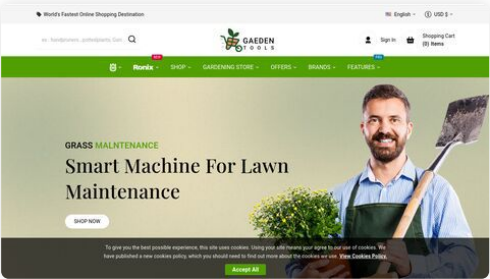 World's Fastest Online Shopping Destination
English
USD $
ex - handplanters, pottedplants, Gard
GAEDEN
TOOLS
Sign In
Shopping Cart
(0) Items
Ronix
SHOP
GARDENING STORE
OFFERS
BRANDS
FEATURES
GRASS MALNTENANCE
Smart Machine For Lawn
Maintenance
SHOP NOW
To give you the best possible experience, this site uses cookies. Using your site means your agree to our use of cookies. We
have published a new cookies policy, which you should need to find out more about the cookies we use. View Cookies Policy.
Accept All